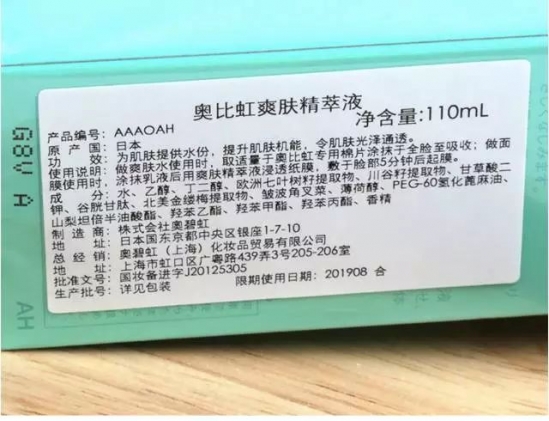 奥比虹爽肤精萃液
产品编号: AAAOAH 净含量:110mL
原产国: 日本
功效: 为肌肤提供水份，提升肌肤机能，令肌肤光泽通透。
使用说明: 做爽肤水使用时，取适量于奥比虹专用棉片涂抹于全脸至吸收；做面
膜使用时，涂抹乳液后用爽肤精萃液浸透纸膜，敷于脸部5分钟后起膜。
成分: 水、乙醇、丁二醇、欧洲七叶树籽提取物、川谷籽提取物、甘草酸二
钾、谷胱甘肽、北美金缕梅提取物、皱波角叉菜、薄荷醇、PEG-60氢化蓖麻油、
山梨坦倍半油酸酯、羟苯乙酯、羟苯甲酯、羟苯丙酯、香精
制造商: 株式会社奥碧虹
地址: 日本国东京都中央区银座1-7-10
总经销: 奥碧虹（上海）化妆品贸易有限公司
地址: 上海市虹口区广粤路439弄3号205-206室
批准文号: 国妆备进字J20125305
生产批号: 详见包装 限期使用日期: 201908 合
G8V A
AH